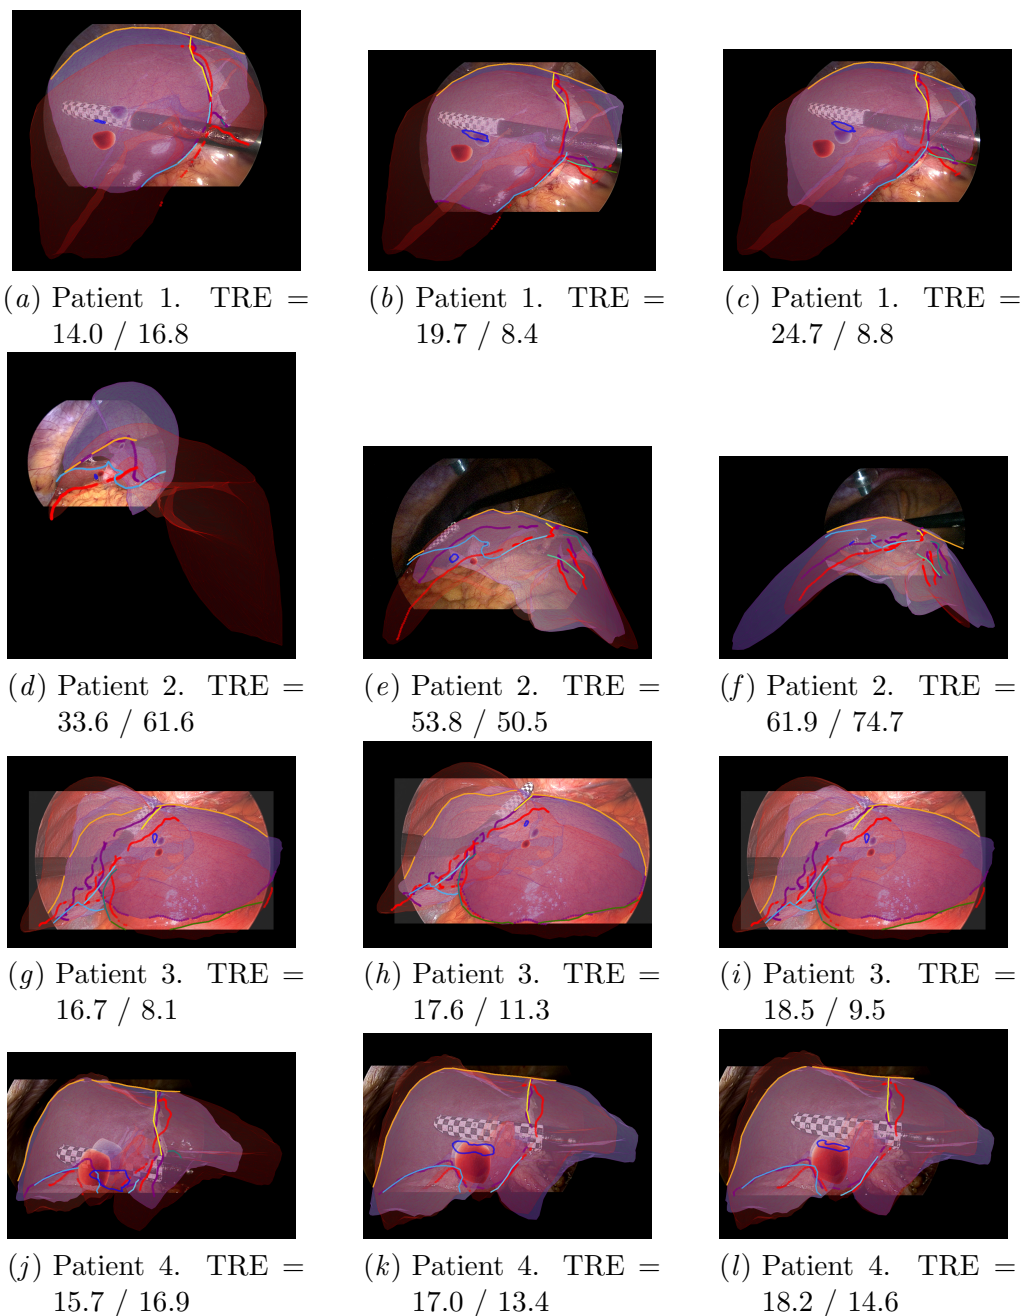 (a) Patient 1. TRE =
14.0 / 16.8
(b) Patient 1. TRE =
19.7 / 8.4
(c) Patient 1. TRE =
24.7 / 8.8
(d) Patient 2. TRE =
33.6 / 61.6
(e) Patient 2. TRE =
53.8 / 50.5
(f) Patient 2. TRE =
61.9 / 74.7
(g) Patient 3. TRE =
16.7 / 8.1
(h) Patient 3. TRE =
17.6 / 11.3
(i) Patient 3. TRE =
18.5 / 9.5
(j) Patient 4. TRE =
15.7 / 16.9
(k) Patient 4. TRE =
17.0 / 13.4
(l) Patient 4. TRE =
18.2 / 14.6